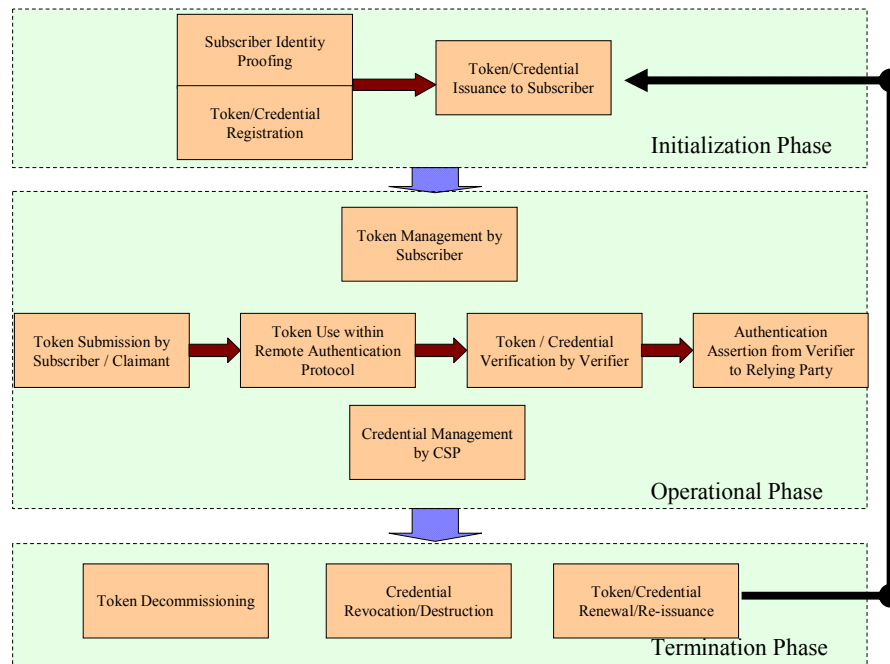 Subscriber Identity
Proofing
Token/Credential
Registration
Token/Credential
Issuance to Subscriber
Initialization Phase
Token Management by
Subscriber
Token Submission by
Subscriber / Claimant
Token Use within
Remote Authentication
Protocol
Token / Credential
Verification by Verifier
Authentication
Assertion from Verifier
to Relying Party
Credential Management
by CSP
Operational Phase
Token Decommissioning
Credential
Revocation/Destruction
Token/Credential
Renewal/Re-issuance
Termination Phase